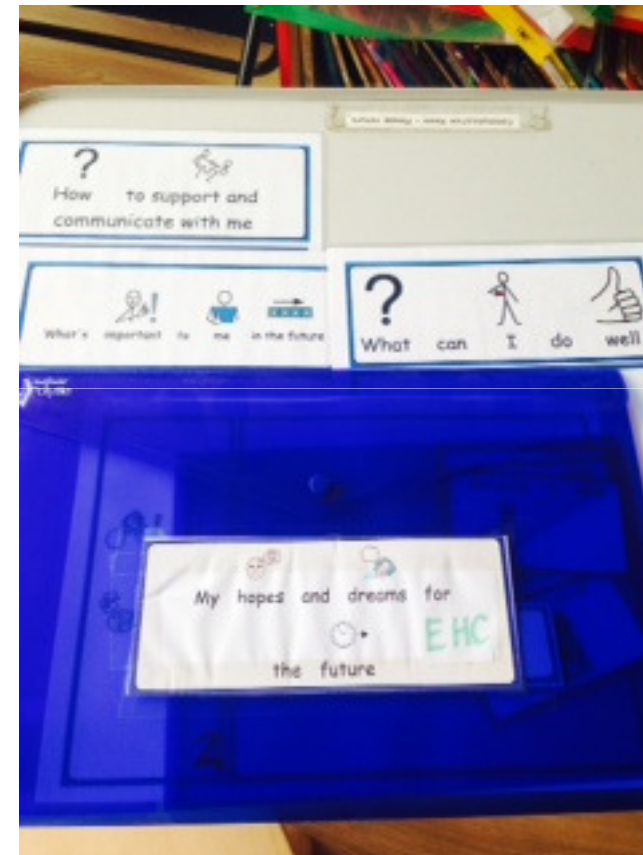 ? 
How to support and
communicate with me
What's important to me in the future
?
What can I do well
My hopes and dreams for
EHC
the future